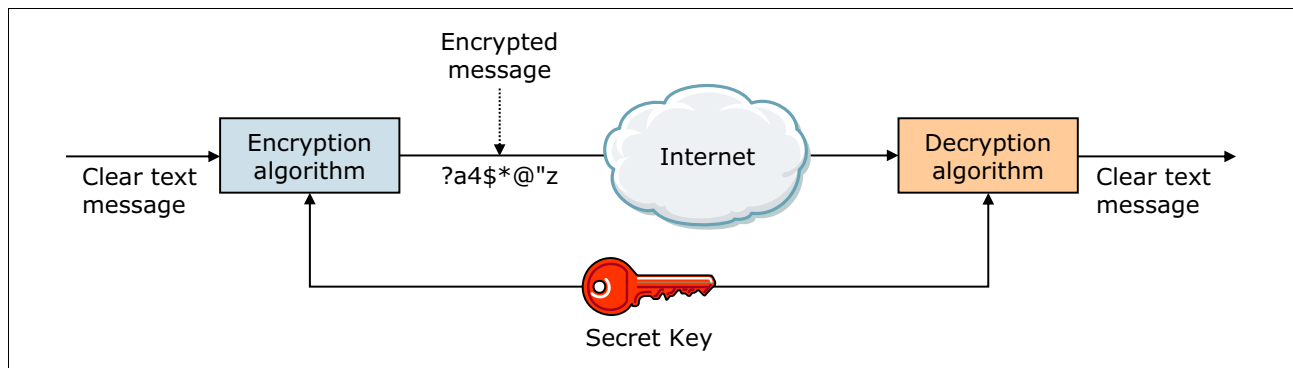 Encrypted
message
Encryption
algorithm
Internet
Decryption
algorithm
Clear text
message
?a4$*@"z
Clear text
message
Secret Key